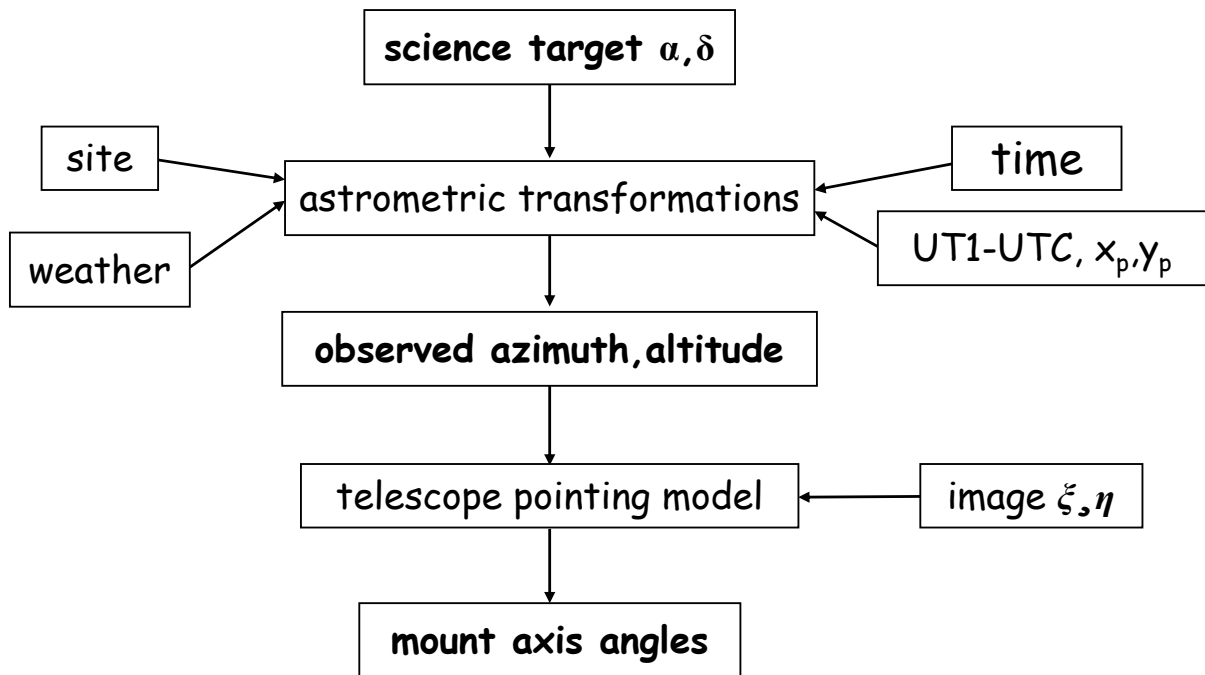 science target α,δ
site
time
astrometric transformations
weather
UT1-UTC, xp,yp
observed azimuth,altitude
telescope pointing model
image ξ,η
mount axis angles